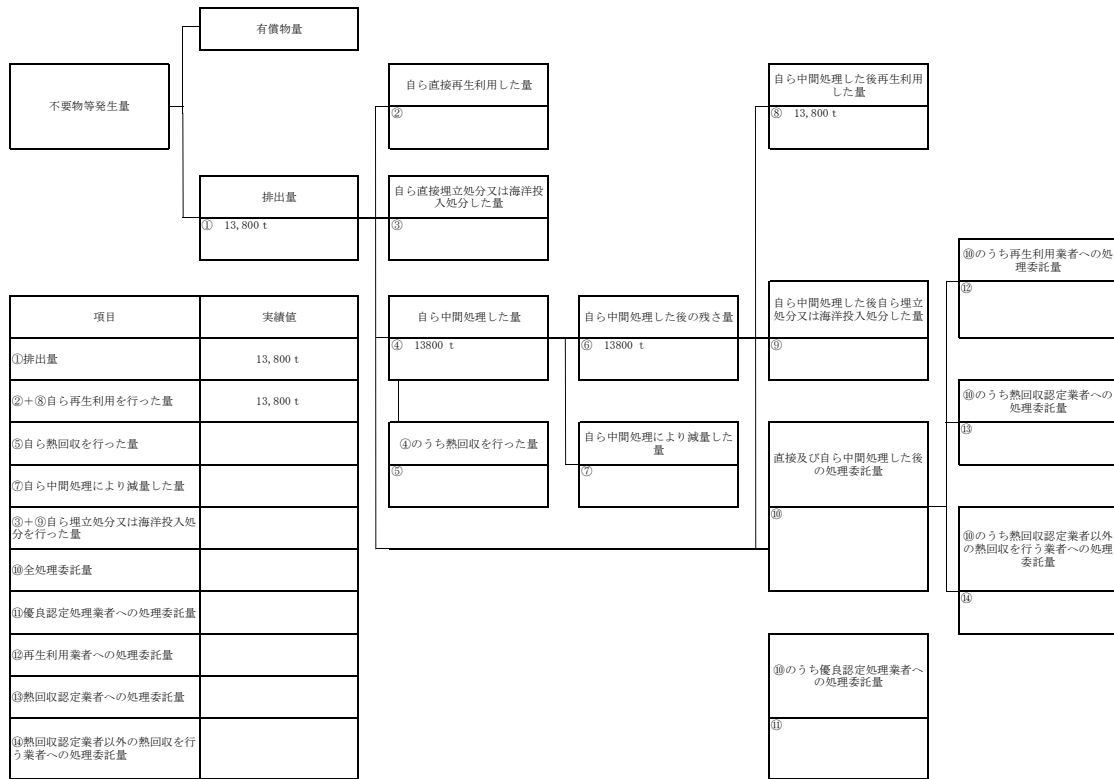 有償物量
不要物等発生量
自ら直接再生利用した量
②
自ら中間処理した後再生利用
した量
⑧ 13,800 t
排出量
① 13,800 t
自ら直接埋立処分又は海洋投
入処分した量
③
⑩のうち再生利用業者への処
理委託量
⑫
項目 実績値
①排出量 13,800 t
②+⑧自ら再生利用を行った量 13,800 t
⑤自ら熱回収を行った量
⑦自ら中間処理により減量した量
③+⑨自ら埋立処分又は海洋投入処
分を行った量
⑩全処理委託量
⑪優良認定処理業者への処理委託量
⑫再生利用業者への処理委託量
⑬熱回収認定業者への処理委託量
⑭熱回収認定業者以外の熱回収を行
う業者への処理委託量
自ら中間処理した量
④ 13800 t
自ら中間処理した後の残さ量
⑥ 13800 t
自ら中間処理した後自ら埋立
処分又は海洋投入処分した量
⑨
④のうち熱回収を行った量
⑤
自ら中間処理により減量した
量
⑦
直接及び自ら中間処理した後
の処理委託量
⑩
⑩のうち熱回収認定業者への
処理委託量
⑬
⑩のうち熱回収認定業者以外
の熱回収を行う業者への処理
委託量
⑭
⑩のうち優良認定処理業者へ
の処理委託量
⑪